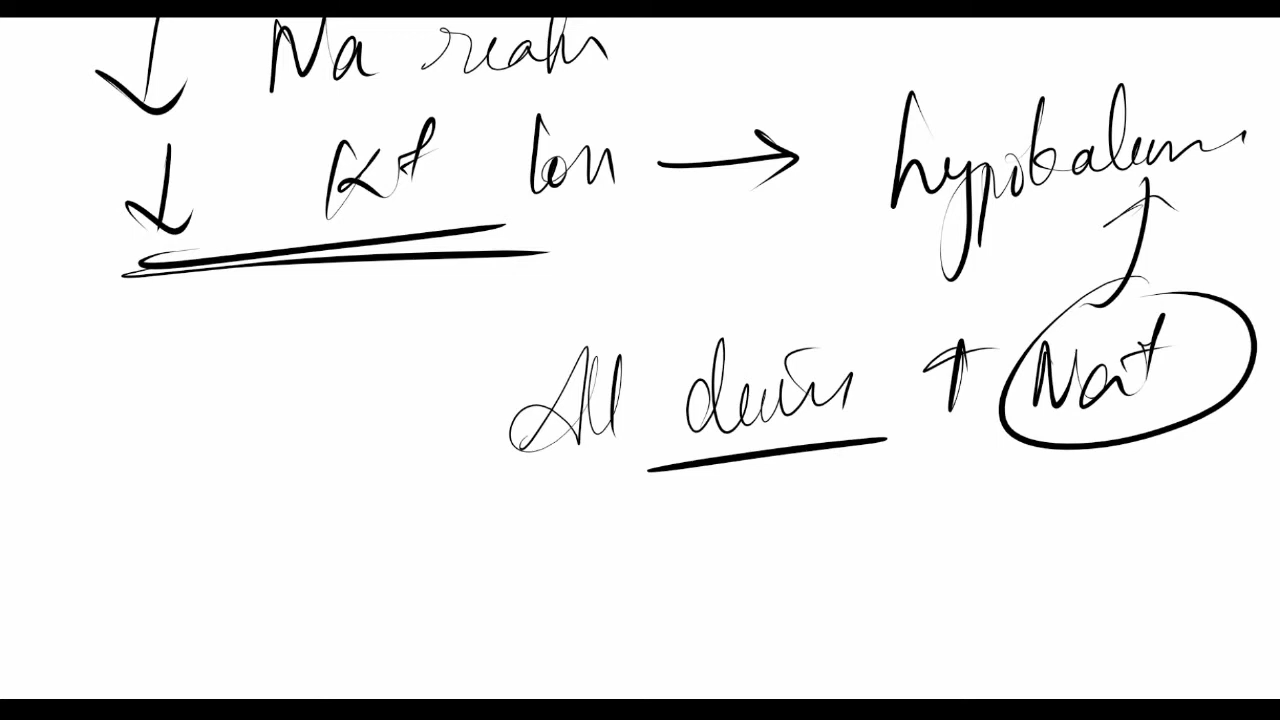 ↓ Na reab
↓ K+ loss → hypokalem
All diuretics ↑ Na+